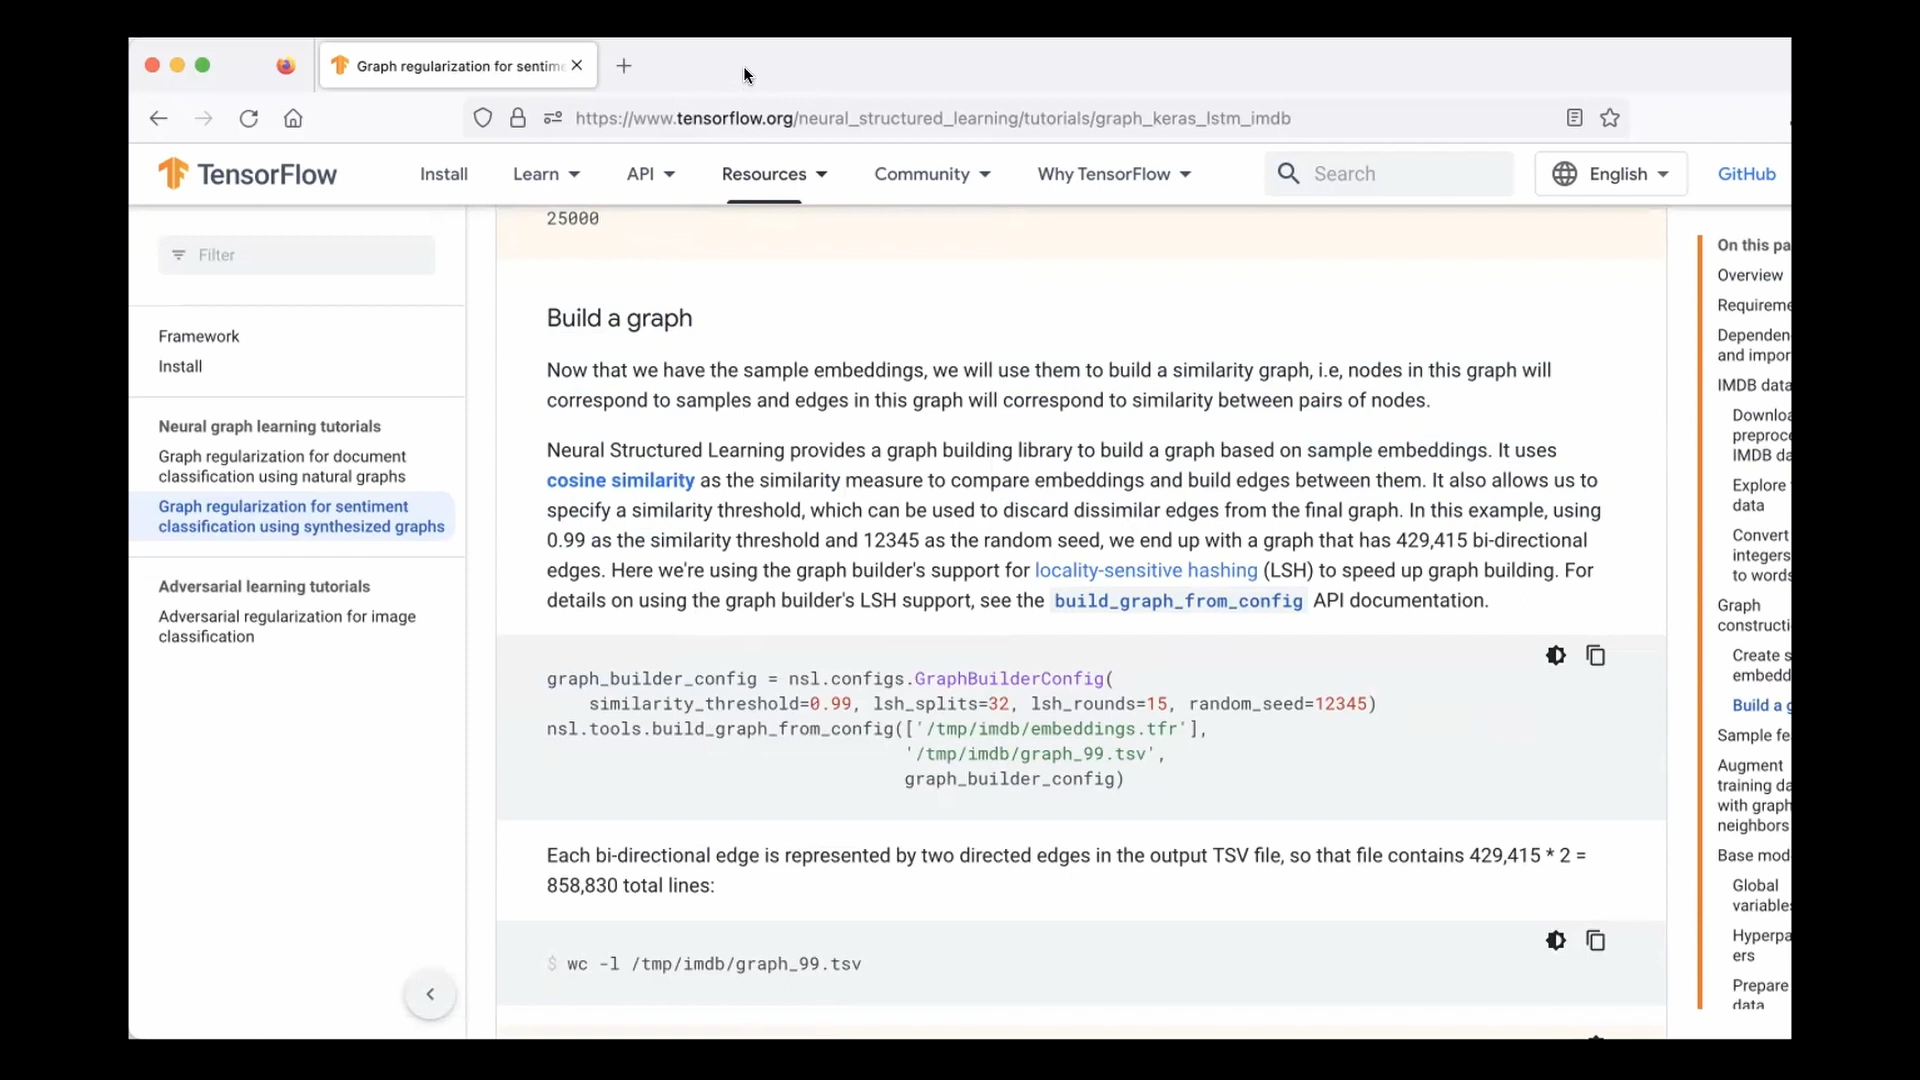 Graph regularization for sentim
https://www.tensorflow.org/neural_structured_learning/tutorials/graph_keras_lstm_imdb
TensorFlow
Install
Learn
API
Resources
Community
Why TensorFlow
Search
English
GitHub
Filter
Framework
Install
Neural graph learning tutorials
Graph regularization for document
classification using natural graphs
Graph regularization for sentiment
classification using synthesized graphs
Adversarial learning tutorials
Adversarial regularization for image
classification
25000
Build a graph
Now that we have the sample embeddings, we will use them to build a similarity graph, i.e, nodes in this graph will
correspond to samples and edges in this graph will correspond to similarity between pairs of nodes.
Neural Structured Learning provides a graph building library to build a graph based on sample embeddings. It uses
cosine similarity as the similarity measure to compare embeddings and build edges between them. It also allows us to
specify a similarity threshold, which can be used to discard dissimilar edges from the final graph. In this example, using
0.99 as the similarity threshold and 12345 as the random seed, we end up with a graph that has 429,415 bi-directional
edges. Here we're using the graph builder's support for locality-sensitive hashing (LSH) to speed up graph building. For
details on using the graph builder's LSH support, see the build_graph_from_config API documentation.
graph_builder_config = nsl.configs.GraphBuilderConfig(
similarity_threshold=0.99, lsh_splits=32, lsh_rounds=15, random_seed=12345)
nsl.tools.build_graph_from_config(['/tmp/imdb/embeddings.tfr'],
'/tmp/imdb/graph_99.tsv',
graph_builder_config)
Each bi-directional edge is represented by two directed edges in the output TSV file, so that file contains 429,415 * 2 =
858,830 total lines:
$ wc -l /tmp/imdb/graph_99.tsv
On this pa
Overview
Requireme
Dependen
and impor
IMDB data
Downloa
preproce
IMDB da
Explore
data
Convert
integers
to words
Graph
constructi
Create s
embedd
Build a g
Sample fe
Augment
training da
with graph
neighbors
Base mod
Global
variables
Hyperpa
ers
Prepare
data